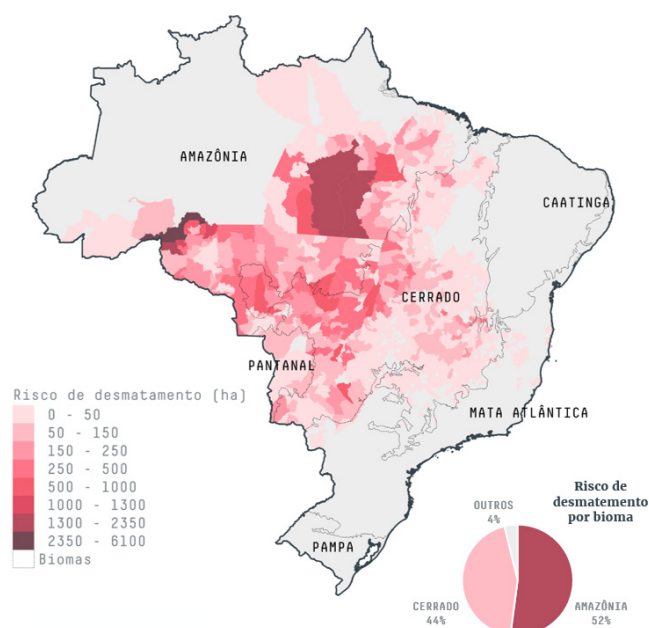 AMAZÔNIA
CAATINGA
CERRADO
PANTANAL
MATA ATLÂNTICA
PAMPA
Risco de desmatamento (ha)
0 - 50
50 - 150
150 - 250
250 - 500
500 - 1000
1000 - 1300
1300 - 2350
2350 - 6100
Biomas
Risco de
desmatemento
por bioma
OUTROS
4%
CERRADO
44%
AMAZÔNIA
52%